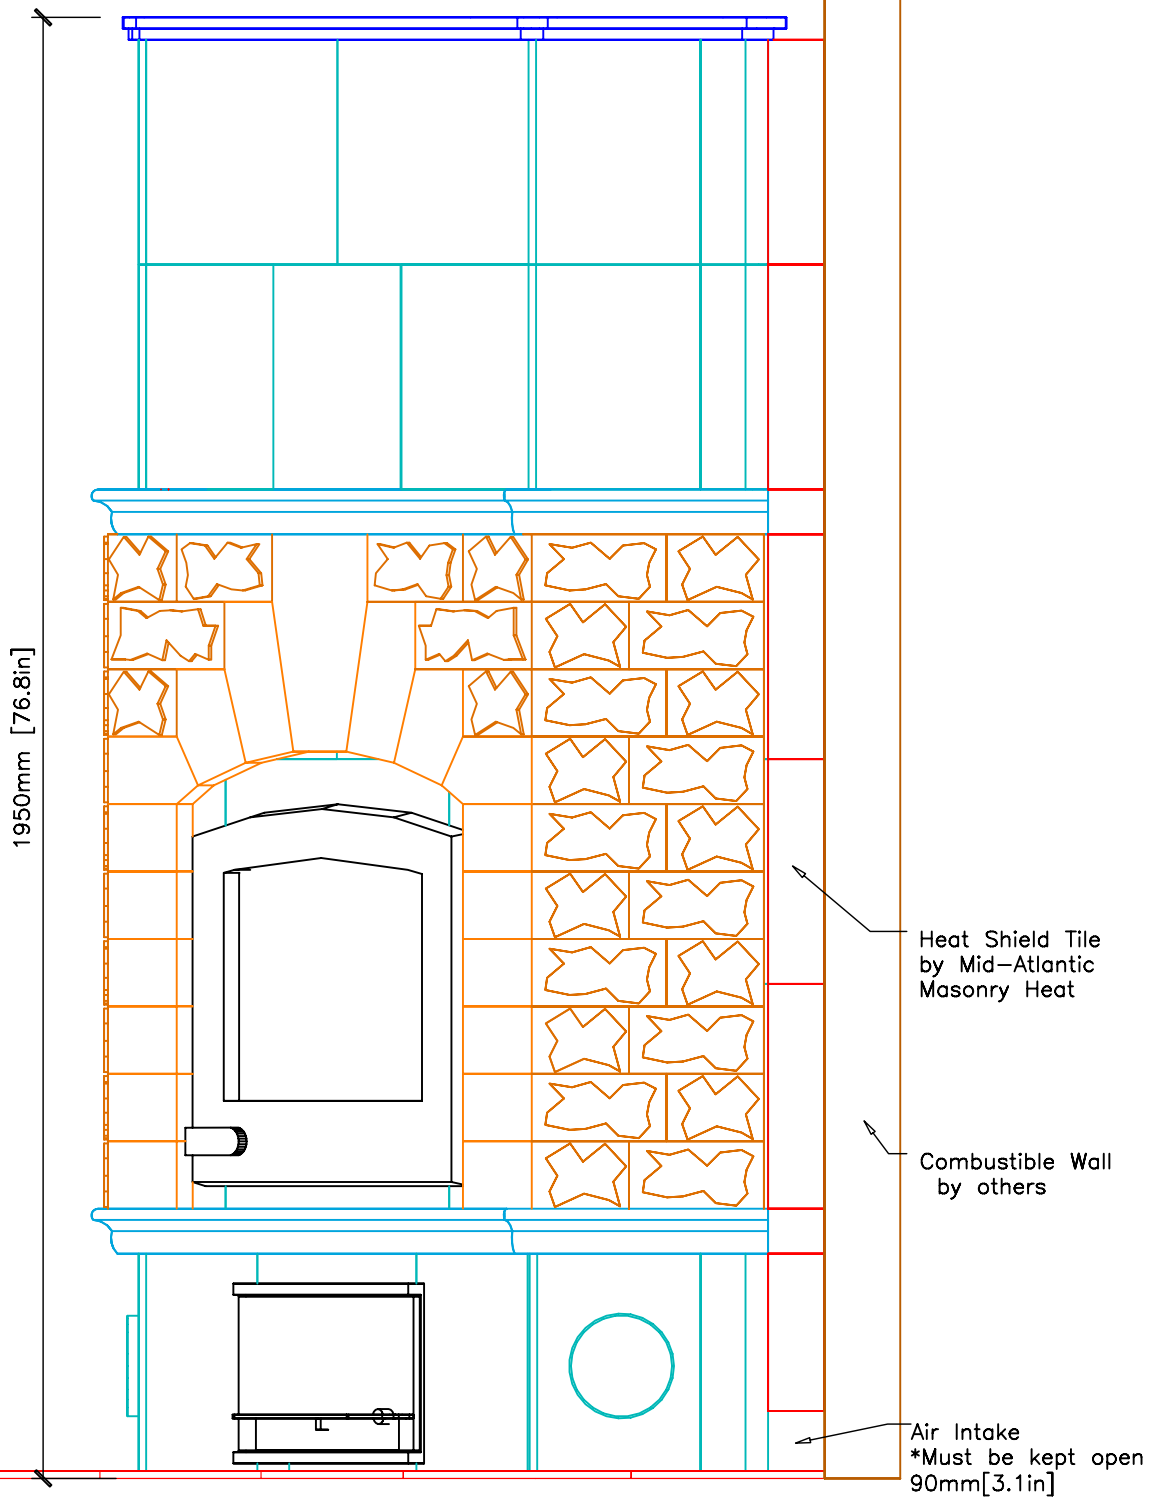 1950mm [76.8in]
Heat Shield Tile
by Mid-Atlantic
Masonry Heat
Combustible Wall
by others
Air Intake
*Must be kept open
90mm[3.1in]